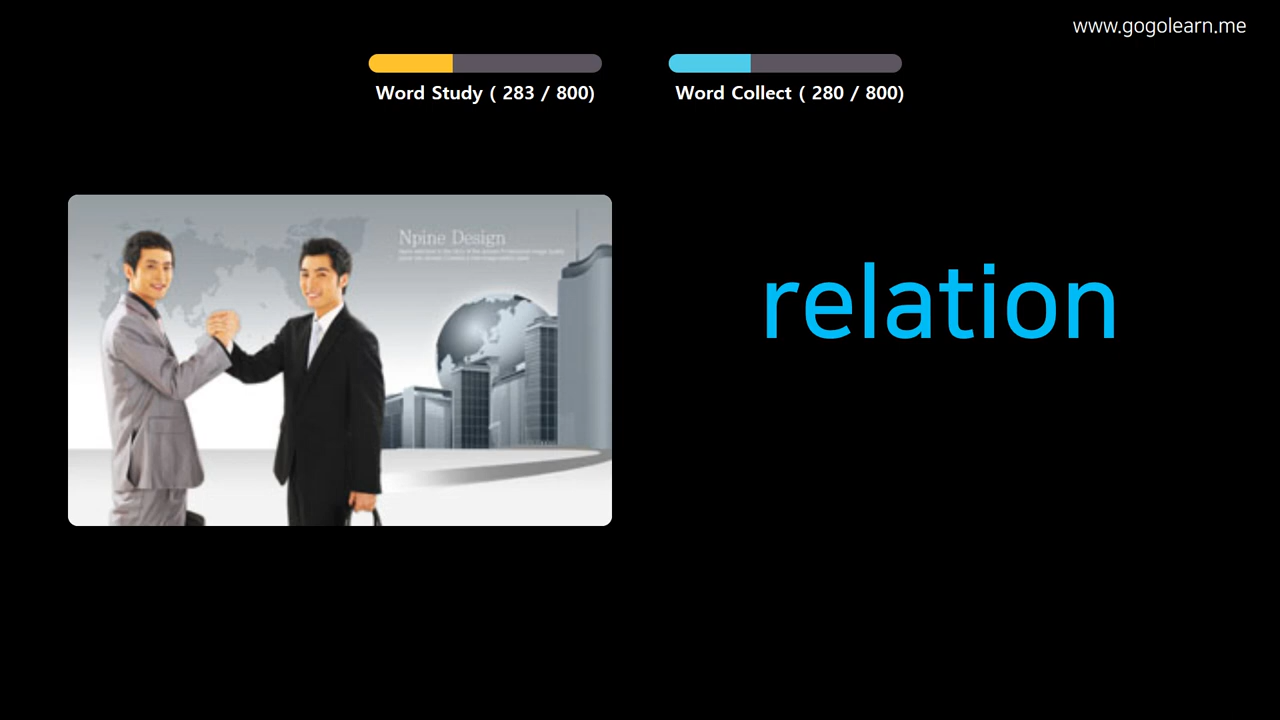 www.gogolearn.me
Word Study ( 283 / 800)
Word Collect ( 280 / 800)
Npine Design
relation